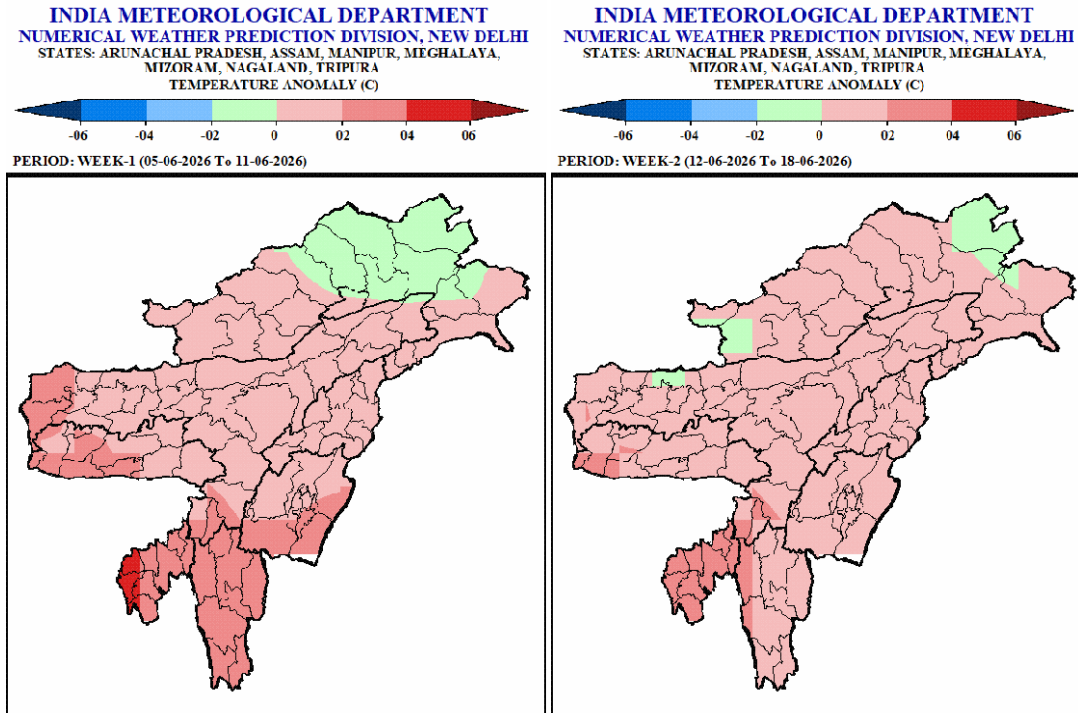 INDIA METEOROLOGICAL DEPARTMENT
NUMERICAL WEATHER PREDICTION DIVISION, NEW DELHI
STATES: ARUNACHAL PRADESH, ASSAM, MANIPUR, MEGHALAYA,
MIZORAM, NAGALAND, TRIPURA
TEMPERATURE ANOMALY (C)
-06 -04 -02 0 02 04 06
PERIOD: WEEK-1 (05-06-2026 To 11-06-2026)
INDIA METEOROLOGICAL DEPARTMENT
NUMERICAL WEATHER PREDICTION DIVISION, NEW DELHI
STATES: ARUNACHAL PRADESH, ASSAM, MANIPUR, MEGHALAYA,
MIZORAM, NAGALAND, TRIPURA
TEMPERATURE ANOMALY (C)
-06 -04 -02 0 02 04 06
PERIOD: WEEK-2 (12-06-2026 To 18-06-2026)